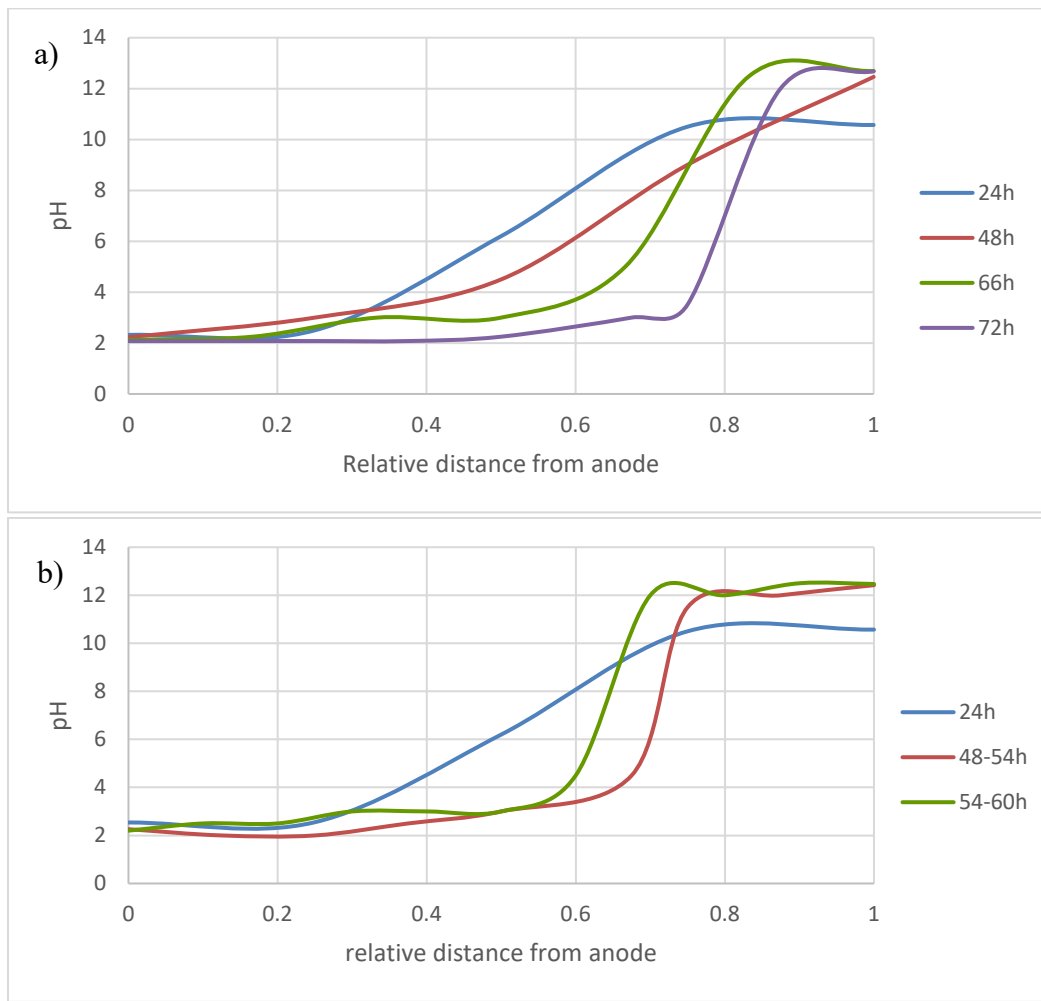 a)
14
12
10
8
6
4
2
0
pH
0 0.2 0.4 0.6 0.8 1
Relative distance from anode
24h
48h
66h
72h
b)
14
12
10
8
6
4
2
0
pH
0 0.2 0.4 0.6 0.8 1
relative distance from anode
24h
48-54h
54-60h